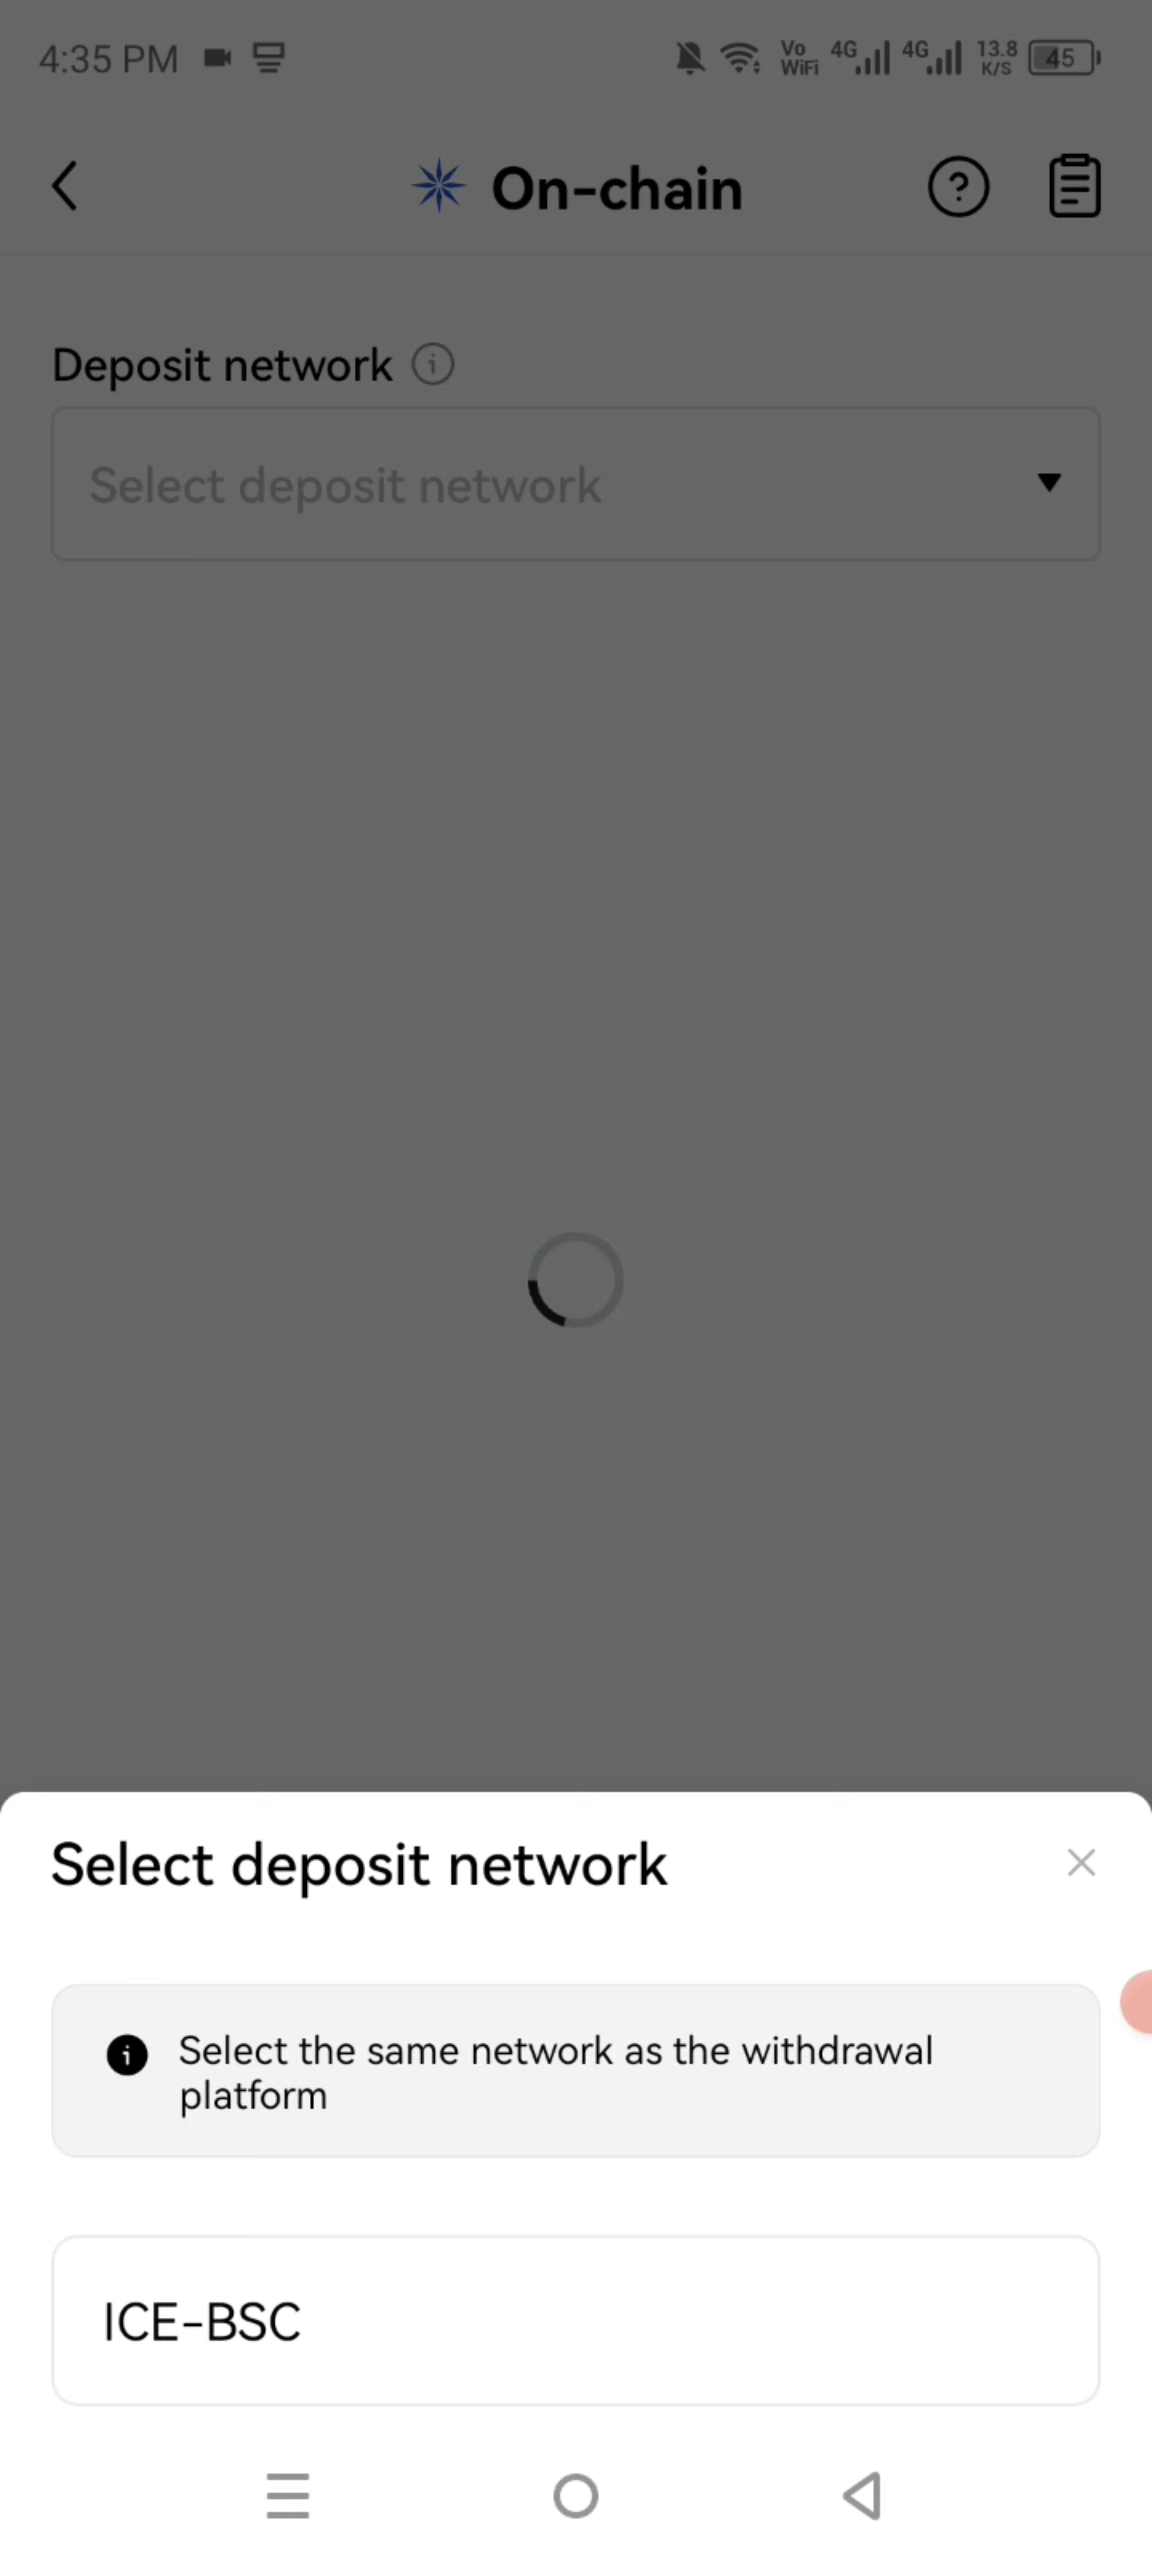 4:35 PM
Vo WiFi 4G 4G 13.8 K/S 45
On-chain
Deposit network
Select deposit network
Select deposit network
Select the same network as the withdrawal
platform
ICE-BSC